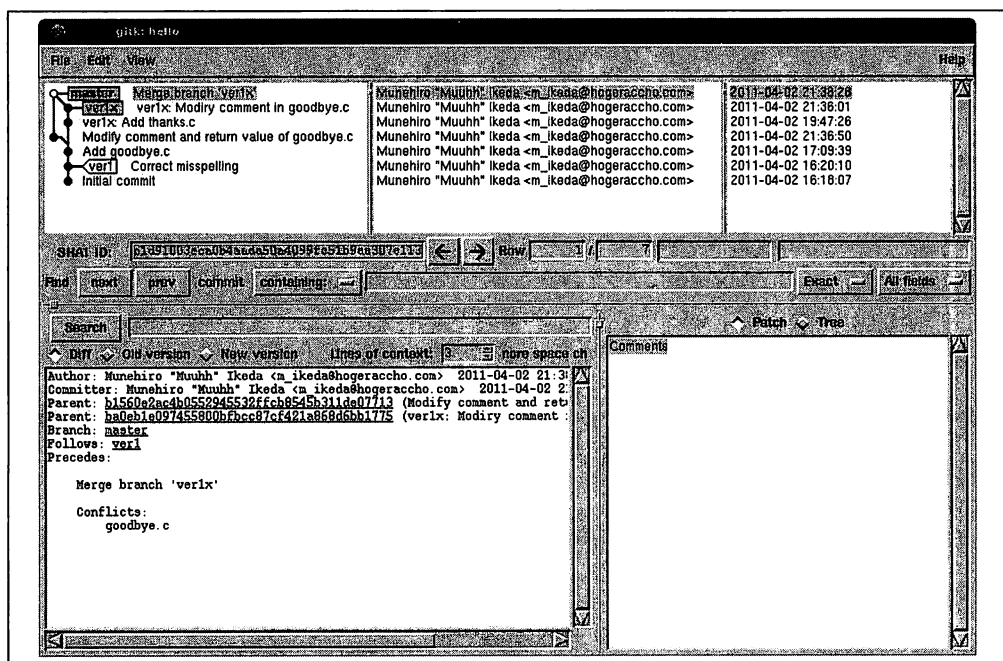 gitk: hello
File Edit View Help
master Merge branch 'ver1x' Munehiro "Muuhh" Ikeda <m_ikeda@hogeraccho.com> 2011-04-02 21:38:28
ver1x ver1x: Modiry comment in goodbye.c Munehiro "Muuhh" Ikeda <m_ikeda@hogeraccho.com> 2011-04-02 21:36:01
ver1x: Add thanks.c Munehiro "Muuhh" Ikeda <m_ikeda@hogeraccho.com> 2011-04-02 19:47:26
Modify comment and return value of goodbye.c Munehiro "Muuhh" Ikeda <m_ikeda@hogeraccho.com> 2011-04-02 21:36:50
Add goodbye.c Munehiro "Muuhh" Ikeda <m_ikeda@hogeraccho.com> 2011-04-02 17:09:39
ver1 Correct misspelling Munehiro "Muuhh" Ikeda <m_ikeda@hogeraccho.com> 2011-04-02 16:20:10
Initial commit Munehiro "Muuhh" Ikeda <m_ikeda@hogeraccho.com> 2011-04-02 16:18:07
SHA1 ID: Row 1 / 7
Find next prev commit containing: Exact All fields
Search
Diff Old version New version Lines of context: 3 nore space ch
Patch Tree
Comments
Author: Munehiro "Muuhh" Ikeda <m_ikeda@hogeraccho.com> 2011-04-02 21:3
Committer: Munehiro "Muuhh" Ikeda <m_ikeda@hogeraccho.com> 2011-04-02 2
Parent: b1560e2ac4b0552945532ffcb8545b311de07713 (Modify comment and ret
Parent: ba0eb1e097455800bfbcc87cf421a868d6bb1775 (ver1x: Modiry comment
Branch: master
Follows: ver1
Precedes:
Merge branch 'ver1x'
Conflicts:
goodbye.c